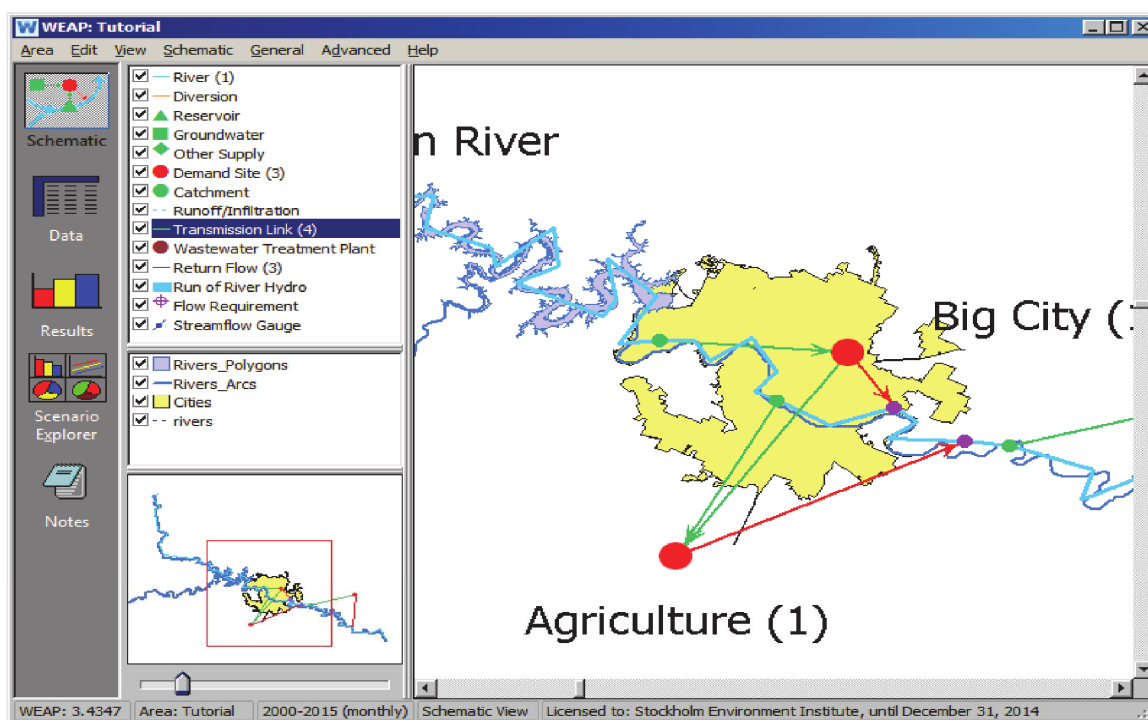 WEAP: Tutorial
Area Edit View Schematic General Advanced Help
Schematic
Data
Results
Scenario
Explorer
Notes
River (1)
Diversion
Reservoir
Groundwater
Other Supply
Demand Site (3)
Catchment
Runoff/Infiltration
Transmission Link (4)
Wastewater Treatment Plant
Return Flow (3)
Run of River Hydro
Flow Requirement
Streamflow Gauge
Rivers_Polygons
Rivers_Arcs
Cities
rivers
n River
Big City (1
Agriculture (1)
WEAP: 3.4347 Area: Tutorial 2000-2015 (monthly) Schematic View Licensed to: Stockholm Environment Institute, until December 31, 2014